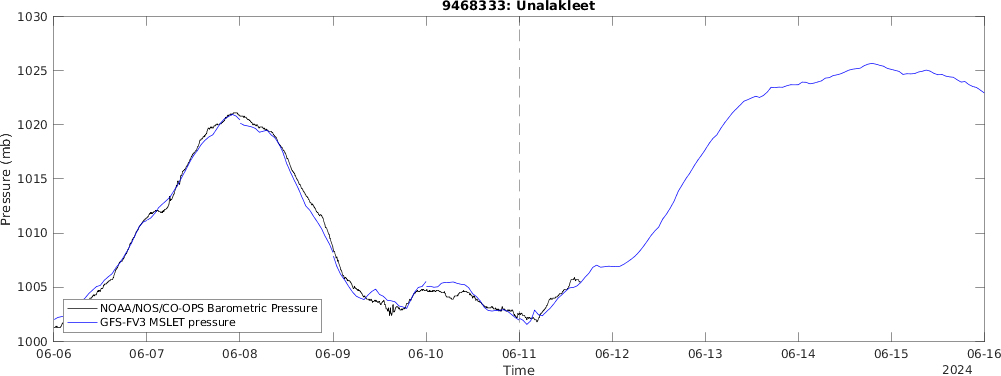 9468333: Unalakleet
1030
1025
1020
1015
1010
1005
1000
Pressure (mb)
NOAA/NOS/CO-OPS Barometric Pressure
GFS-FV3 MSLET pressure
06-06 06-07 06-08 06-09 06-10 06-11 06-12 06-13 06-14 06-15 06-16
Time
2024